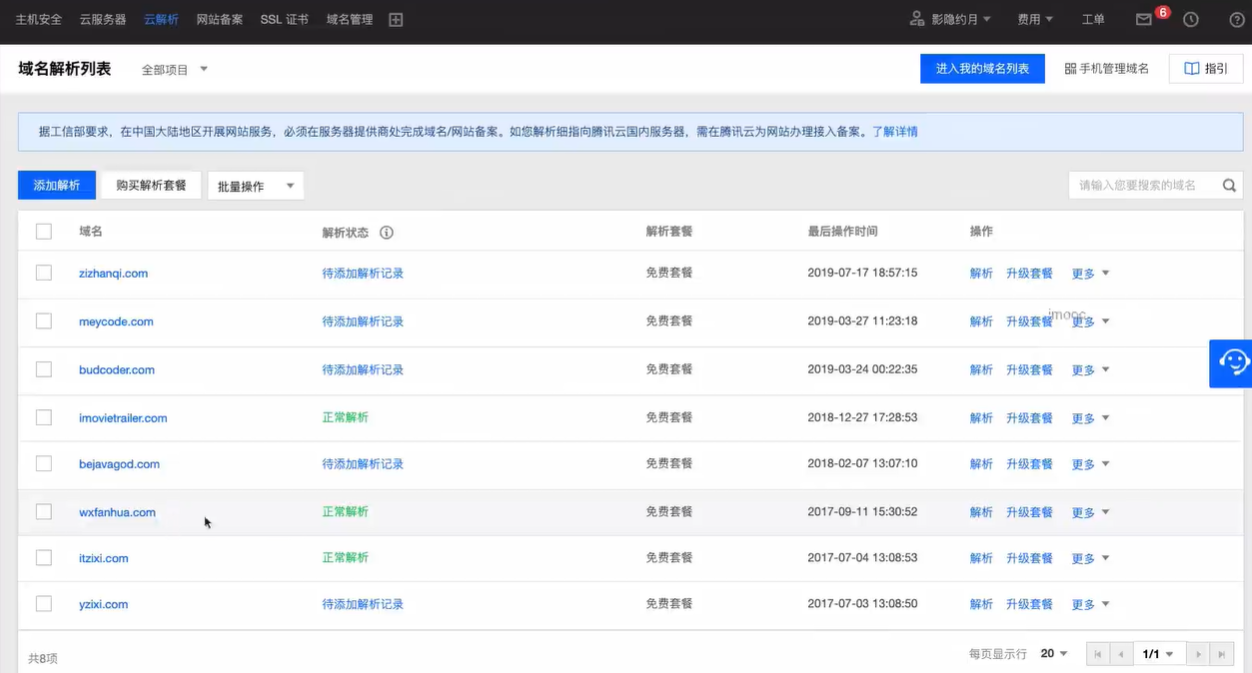 主机安全 云服务器 云解析 网站备案 SSL 证书 域名管理 影隐约月 费用 工单 6
域名解析列表 全部项目 进入我的域名列表 手机管理域名 指引
据工信部要求，在中国大陆地区开展网站服务，必须在服务器提供商处完成域名/网站备案。如您解析细指向腾讯云国内服务器，需在腾讯云为网站办理接入备案。了解详情
添加解析 购买解析套餐 批量操作 请输入您要搜索的域名
域名 解析状态 解析套餐 最后操作时间 操作
zizhanqi.com 待添加解析记录 免费套餐 2019-07-17 18:57:15 解析 升级套餐 更多
meycode.com 待添加解析记录 免费套餐 2019-03-27 11:23:18 解析 升级套餐 更多
imooc
budcoder.com 待添加解析记录 免费套餐 2019-03-24 00:22:35 解析 升级套餐 更多
imovietrailer.com 正常解析 免费套餐 2018-12-27 17:28:53 解析 升级套餐 更多
bejavagod.com 待添加解析记录 免费套餐 2018-02-07 13:07:10 解析 升级套餐 更多
wxfanhua.com 正常解析 免费套餐 2017-09-11 15:30:52 解析 升级套餐 更多
itzixi.com 正常解析 免费套餐 2017-07-04 13:08:53 解析 升级套餐 更多
yzixi.com 待添加解析记录 免费套餐 2017-07-03 13:08:50 解析 升级套餐 更多
共8项 每页显示行 20 1/1